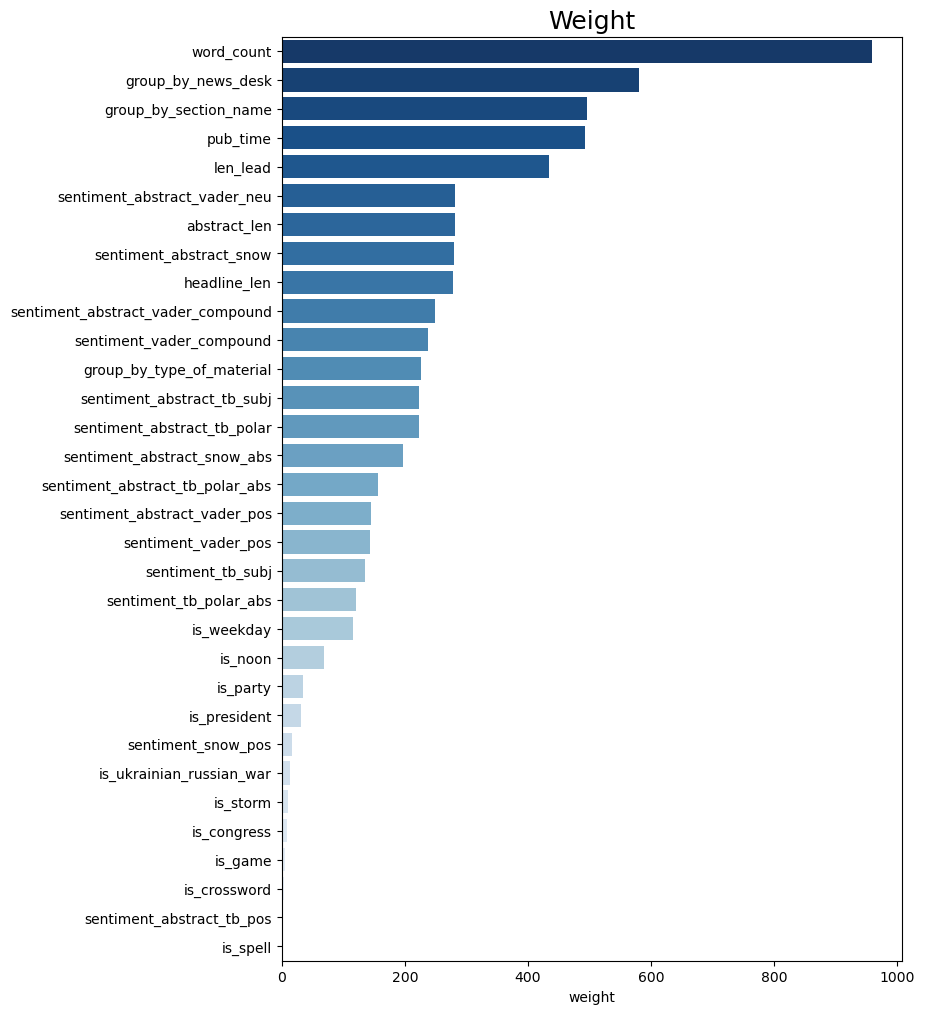 Weight
word_count
group_by_news_desk
group_by_section_name
pub_time
len_lead
sentiment_abstract_vader_neu
abstract_len
sentiment_abstract_snow
headline_len
sentiment_abstract_vader_compound
sentiment_vader_compound
group_by_type_of_material
sentiment_abstract_tb_subj
sentiment_abstract_tb_polar
sentiment_abstract_snow_abs
sentiment_abstract_tb_polar_abs
sentiment_abstract_vader_pos
sentiment_vader_pos
sentiment_tb_subj
sentiment_tb_polar_abs
is_weekday
is_noon
is_party
is_president
sentiment_snow_pos
is_ukrainian_russian_war
is_storm
is_congress
is_game
is_crossword
sentiment_abstract_tb_pos
is_spell
0 200 400 600 800 1000
weight